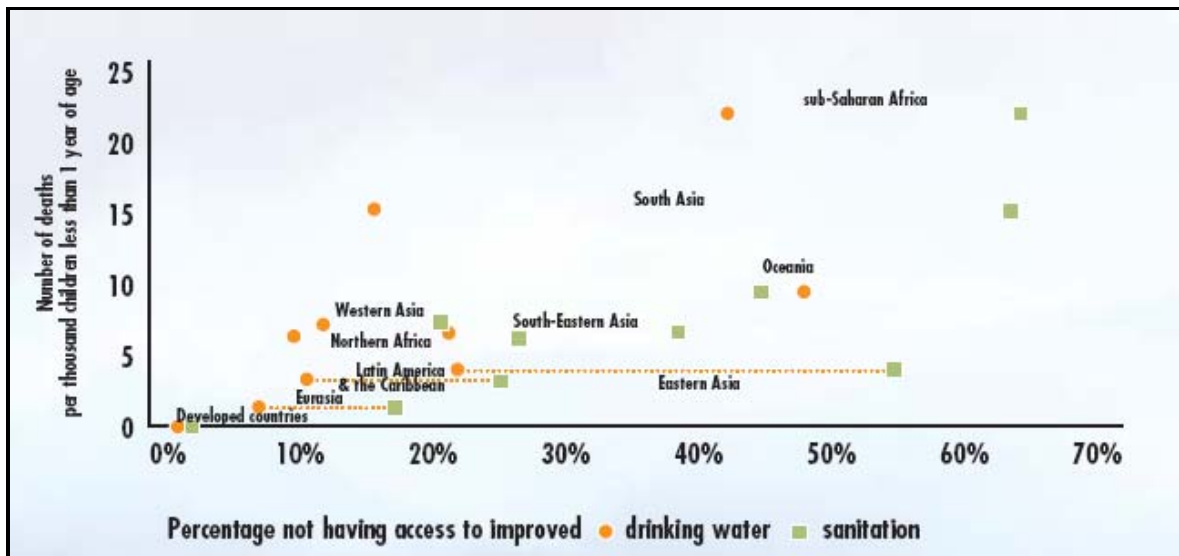 Number of deaths
per thousand children less than 1 year of age
25
20
15
10
5
0
sub-Saharan Africa
South Asia
Oceania
Western Asia
South-Eastern Asia
Northern Africa
Latin America
& the Caribbean
Eastern Asia
Eurasia
Developed countries
0% 10% 20% 30% 40% 50% 60% 70%
Percentage not having access to improved drinking water sanitation